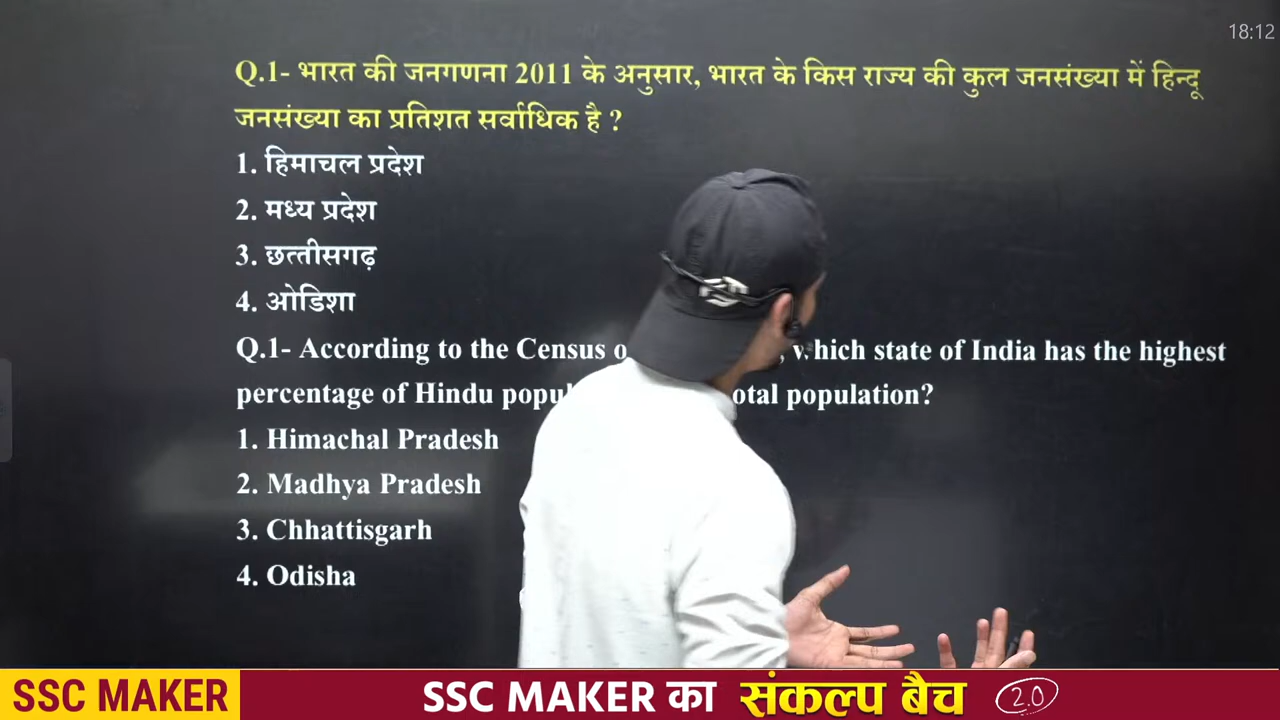 18:12
Q.1- भारत की जनगणना 2011 के अनुसार, भारत के किस राज्य की कुल जनसंख्या में हिन्दू
जनसंख्या का प्रतिशत सर्वाधिक है ?
1. हिमाचल प्रदेश
2. मध्य प्रदेश
3. छत्तीसगढ़
4. ओडिशा
Q.1- According to the Census which state of India has the highest
percentage of Hindu population?
1. Himachal Pradesh
2. Madhya Pradesh
3. Chhattisgarh
4. Odisha
SSC MAKER SSC MAKER का संकल्प बैच 2.0